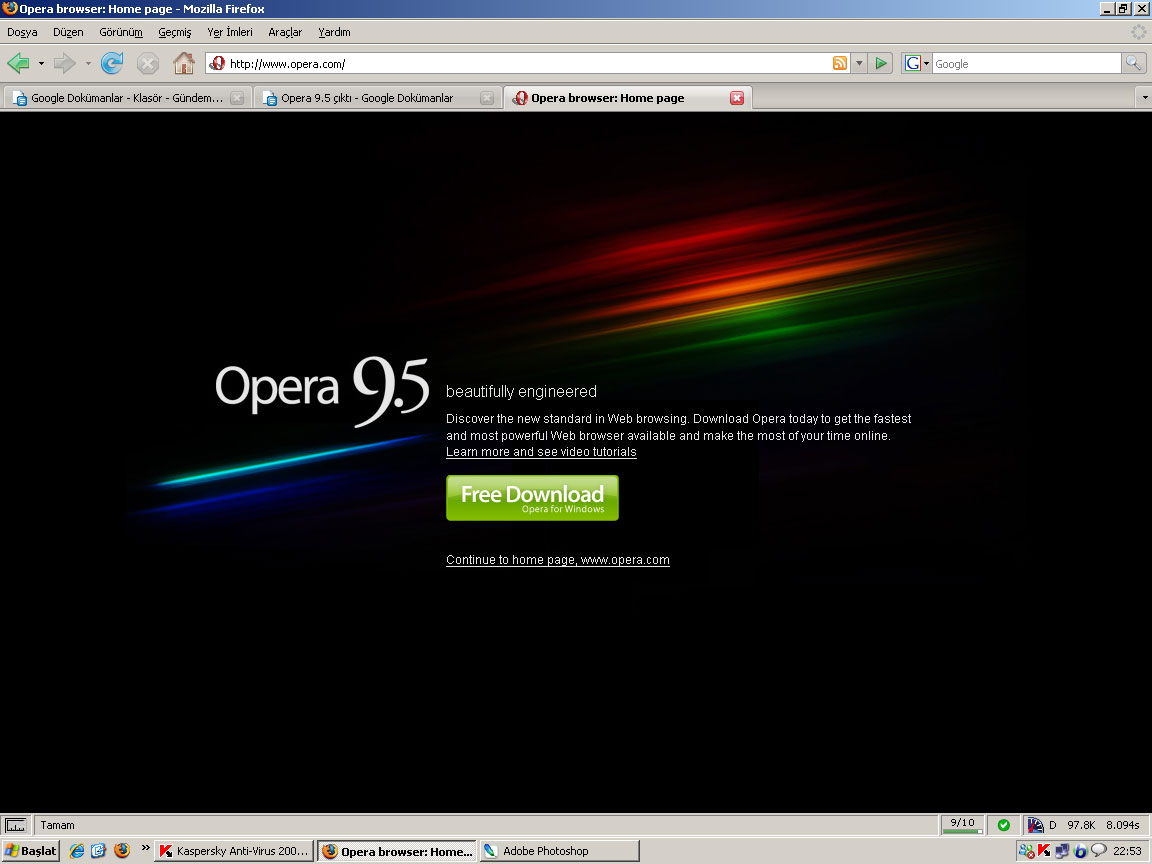 Opera browser: Home page - Mozilla Firefox
Dosya Düzen Görünüm Geçmiş Yer İmleri Araçlar Yardım
http://www.opera.com/ G Google
Google Dokümanlar - Klasör - Gündem... Opera 9.5 çıktı - Google Dokümanlar Opera browser: Home page
Opera 9.5
beautifully engineered
Discover the new standard in Web browsing. Download Opera today to get the fastest
and most powerful Web browser available and make the most of your time online.
Learn more and see video tutorials
Free Download
Opera for Windows
Continue to home page, www.opera.com
Tamam 9/10 D 97.8K 8.094s
Başlat » Kaspersky Anti-Virus 200... Opera browser: Home... Adobe Photoshop 22:53